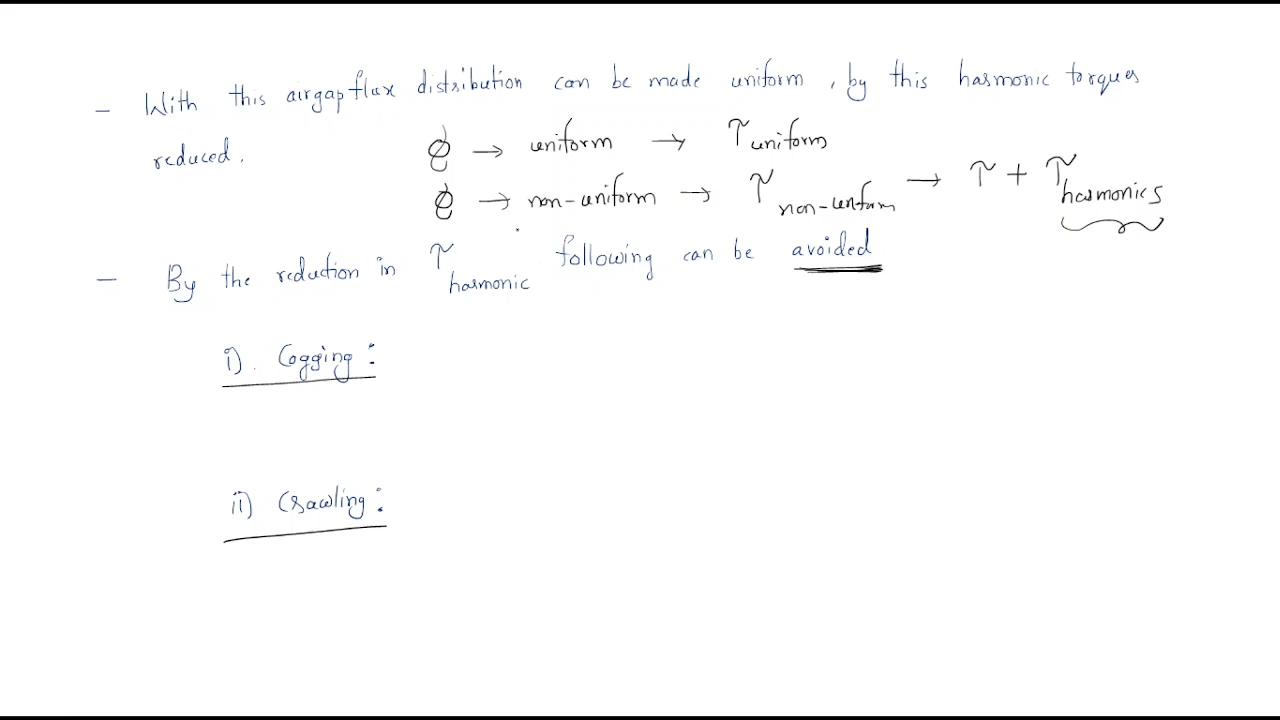 - With this airgap flux distribution can be made uniform, by this harmonic torques
reduced.
φ → uniform → τ uniform
φ → non-uniform → τ non-uniform → τ + τ harmonics
- By the reduction in τ harmonic following can be avoided
i). Cogging:
ii) Crawling: